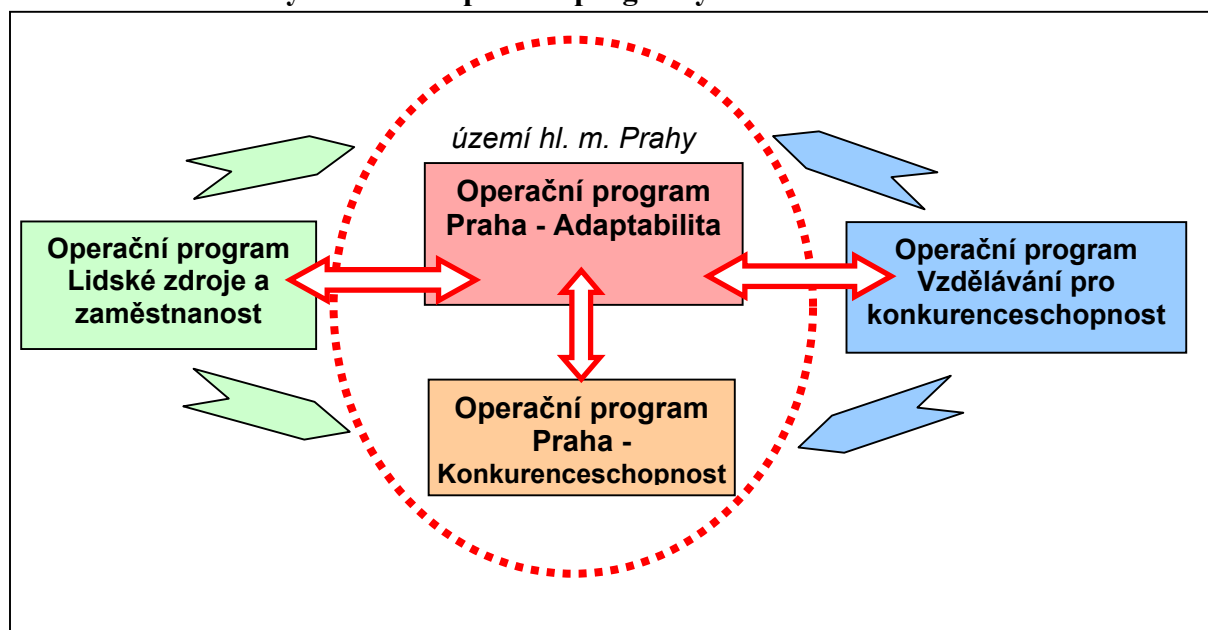 území hl. m. Prahy
Operační program
Praha - Adaptabilita
Operační program
Lidské zdroje a
zaměstnanost
Operační program
Vzdělávání pro
konkurenceschopnost
Operační program
Praha -
Konkurenceschopnost